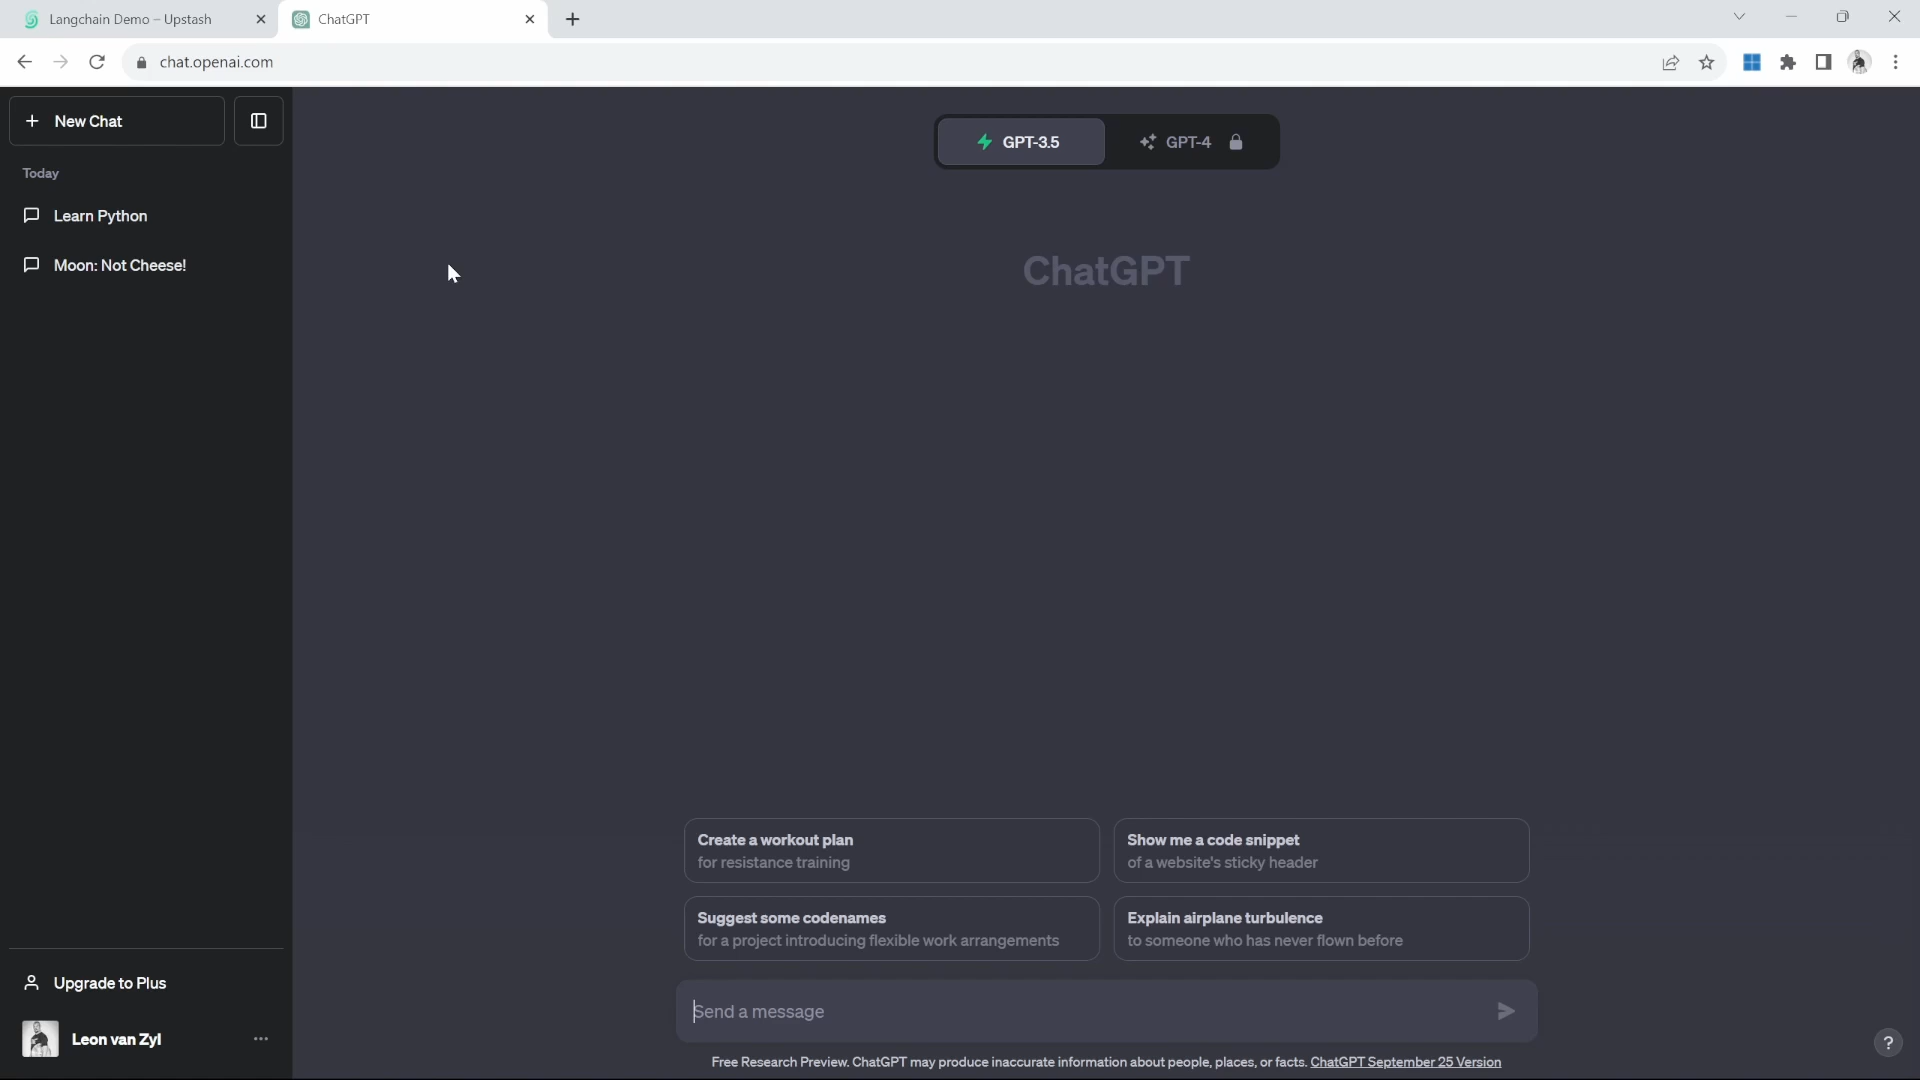 Langchain Demo – Upstash
ChatGPT
chat.openai.com
New Chat
Today
Learn Python
Moon: Not Cheese!
GPT-3.5
GPT-4
ChatGPT
Create a workout plan
for resistance training
Show me a code snippet
of a website's sticky header
Suggest some codenames
for a project introducing flexible work arrangements
Explain airplane turbulence
to someone who has never flown before
Upgrade to Plus
Leon van Zyl
Send a message
Free Research Preview. ChatGPT may produce inaccurate information about people, places, or facts. ChatGPT September 25 Version
?